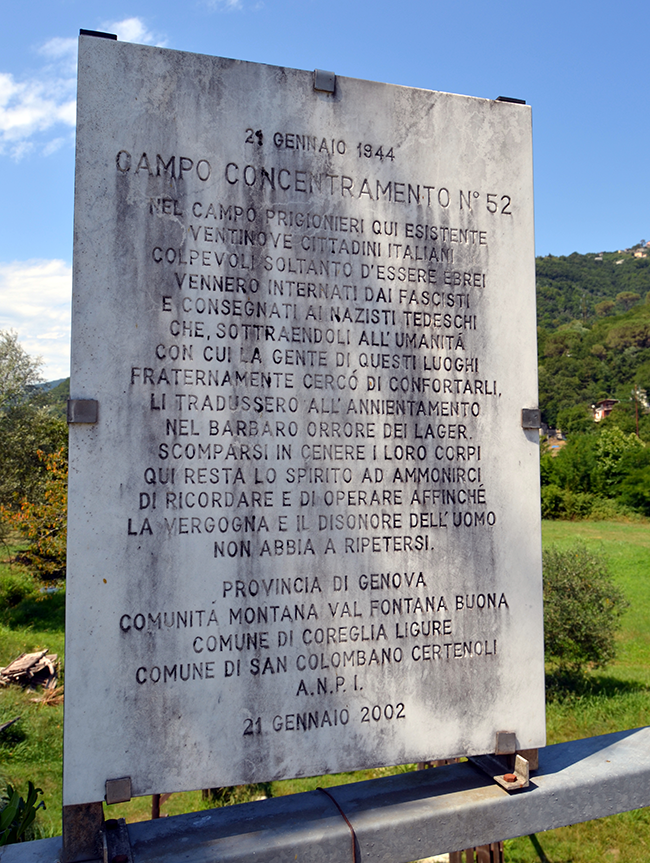 21 GENNAIO 1944
CAMPO CONCENTRAMENTO N° 52
NEL CAMPO PRIGIONIERI QUI ESISTENTE
VENTINOVE CITTADINI ITALIANI
COLPEVOLI SOLTANTO D'ESSERE EBREI
VENNERO INTERNATI DAI FASCISTI
E CONSEGNATI AI NAZISTI TEDESCHI
CHE, SOTTRAENDOLI ALL'UMANITÁ
CON CUI LA GENTE DI QUESTI LUOGHI
FRATERNAMENTE CERCÓ DI CONFORTARLI,
LI TRADUSSERO ALL'ANNIENTAMENTO
NEL BARBARO ORRORE DEI LAGER.
SCOMPARSI IN CENERE I LORO CORPI
QUI RESTA LO SPIRITO AD AMMONIRCI
DI RICORDARE E DI OPERARE AFFINCHÉ
LA VERGOGNA E IL DISONORE DELL'UOMO
NON ABBIA A RIPETERSI.
PROVINCIA DI GENOVA
COMUNITÁ MONTANA VAL FONTANA BUONA
COMUNE DI COREGLIA LIGURE
COMUNE DI SAN COLOMBANO CERTENOLI
A.N.P.I.
21 GENNAIO 2002